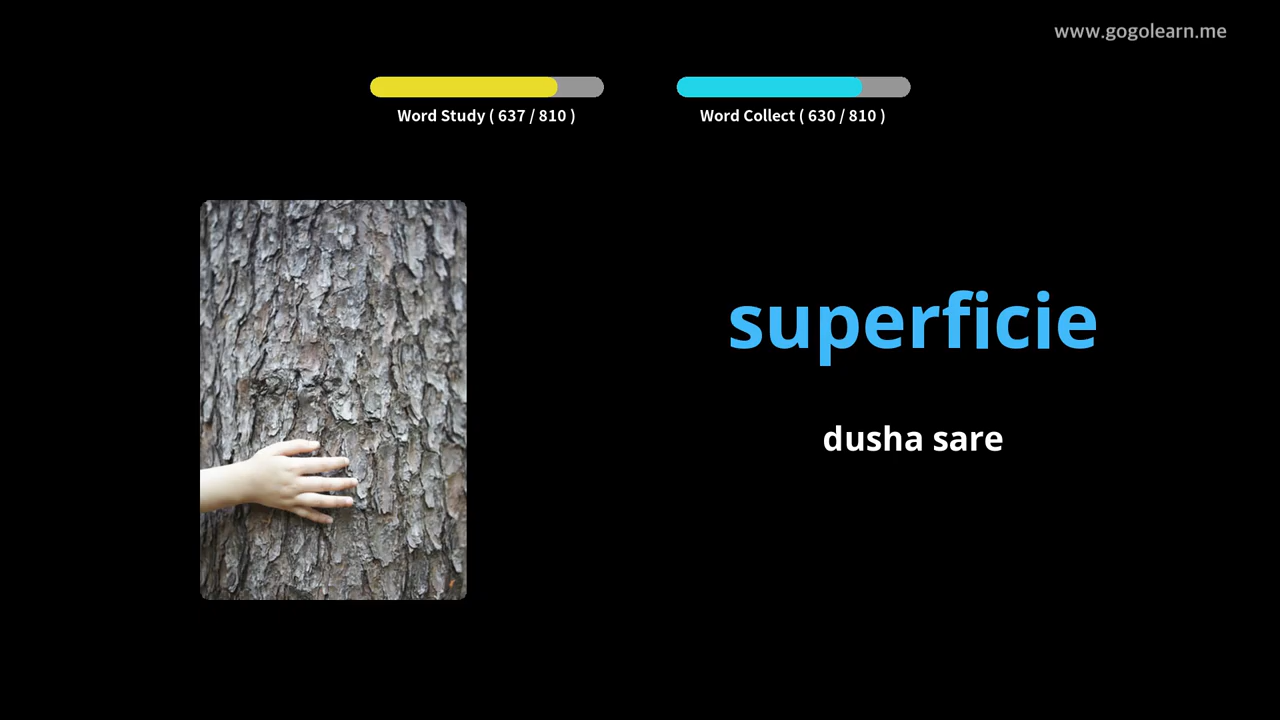 www.gogolearn.me
Word Study ( 637 / 810 )
Word Collect ( 630 / 810 )
superficie
dusha sare